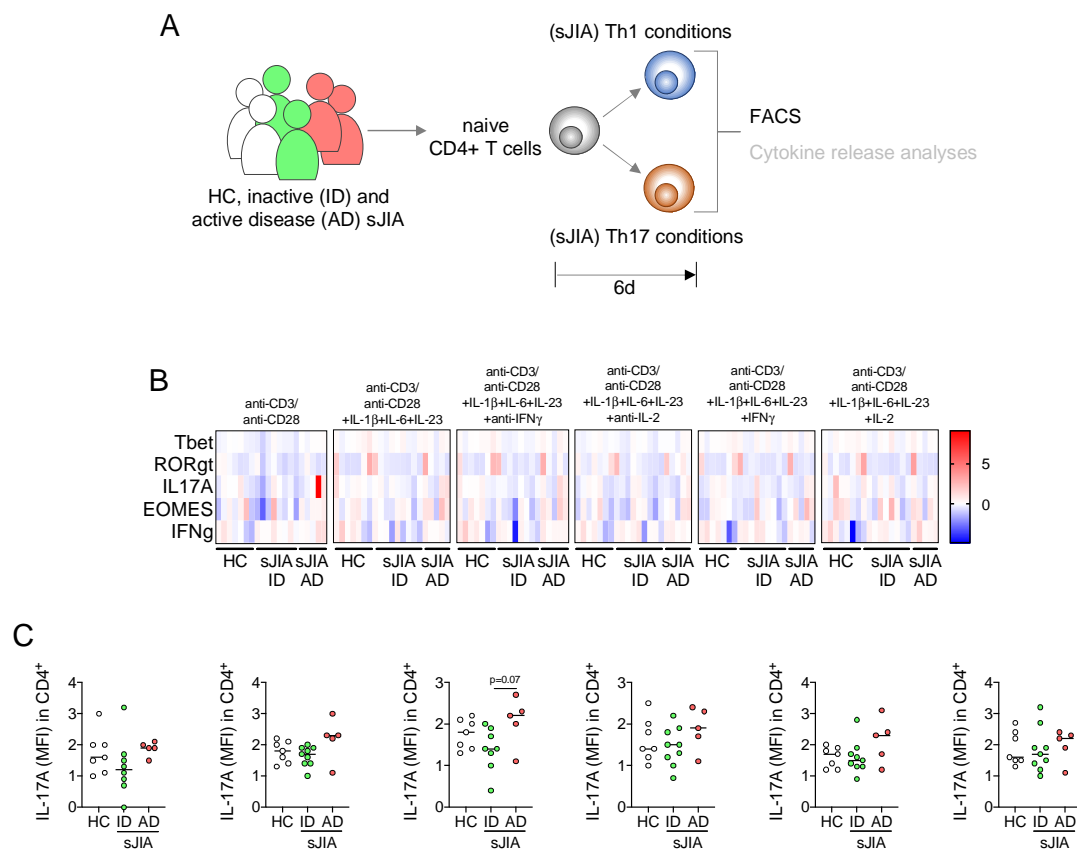 A
(sJIA) Th1 conditions
naive
CD4+ T cells
FACS
Cytokine release analyses
HC, inactive (ID) and
active disease (AD) sJIA
(sJIA) Th17 conditions
6d
B
anti-CD3/
anti-CD28
anti-CD3/
anti-CD28
+IL-1β+IL-6+IL-23
anti-CD3/
anti-CD28
+IL-1β+IL-6+IL-23
+anti-IFNγ
anti-CD3/
anti-CD28
+IL-1β+IL-6+IL-23
+anti-IL-2
anti-CD3/
anti-CD28
+IL-1β+IL-6+IL-23
+IFNγ
anti-CD3/
anti-CD28
+IL-1β+IL-6+IL-23
+IL-2
Tbet
RORgt
IL17A
EOMES
IFNg
5
0
HC sJIA ID sJIA AD
HC sJIA ID sJIA AD
HC sJIA ID sJIA AD
HC sJIA ID sJIA AD
HC sJIA ID sJIA AD
HC sJIA ID sJIA AD
C
IL-17A (MFI) in CD4+
4
3
2
1
0
HC ID AD
sJIA
IL-17A (MFI) in CD4+
4
3
2
1
0
HC ID AD
sJIA
IL-17A (MFI) in CD4+
4
3
2
1
0
p=0.07
HC ID AD
sJIA
IL-17A (MFI) in CD4+
4
3
2
1
0
HC ID AD
sJIA
IL-17A (MFI) in CD4+
4
3
2
1
0
HC ID AD
sJIA
IL-17A (MFI) in CD4+
4
3
2
1
0
HC ID AD
sJIA